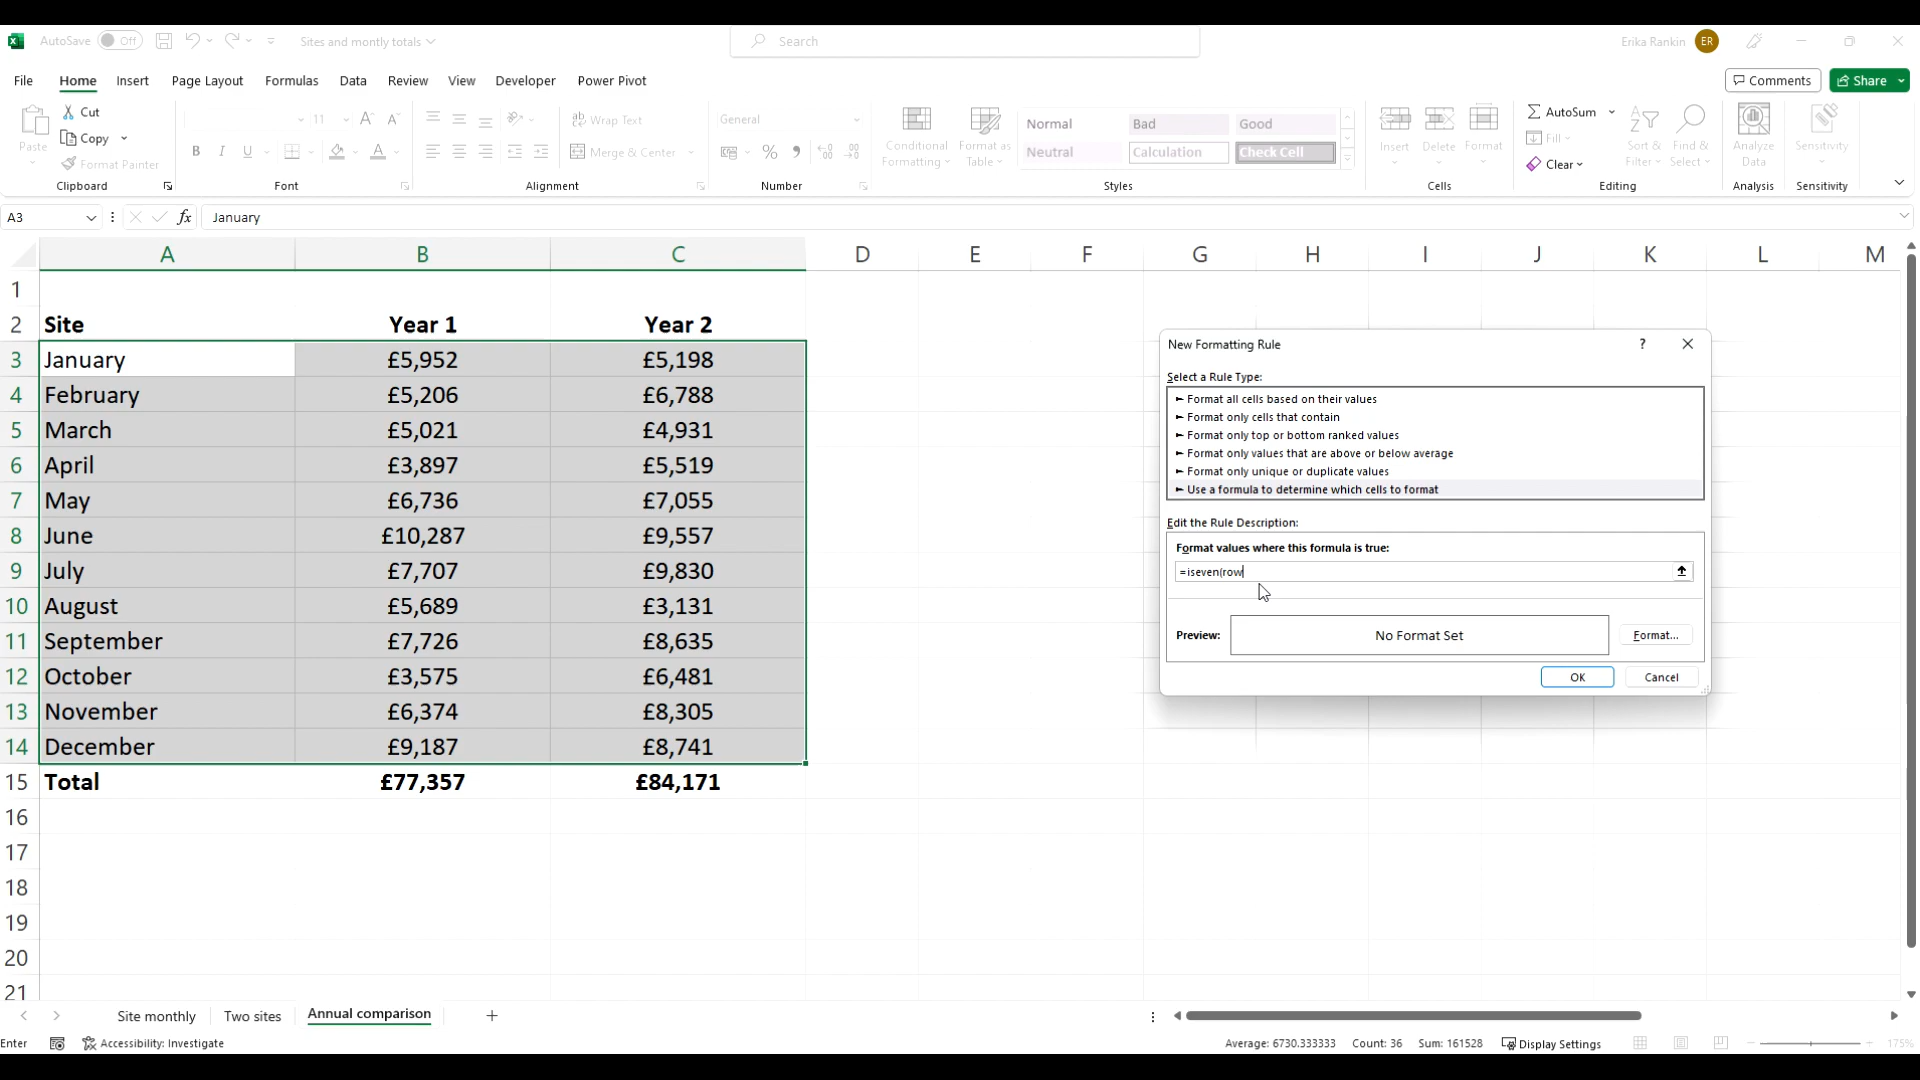 AutoSave Off Sites and montly totals Search Erika Rankin ER
File Home Insert Page Layout Formulas Data Review View Developer Power Pivot Comments Share
Paste Cut Copy Format Painter Clipboard
11 B I U A Font
ab Wrap Text Merge & Center Alignment
General % Number
Conditional Formatting Format as Table Normal Bad Good Neutral Calculation Check Cell Styles
Insert Delete Format Cells
AutoSum Fill Clear Sort & Filter Find & Select Editing
Analyze Data Analysis
Sensitivity Sensitivity
A3 fx January
A B C D E F G H I J K L M
1
2 Site Year 1 Year 2
3 January £5,952 £5,198
4 February £5,206 £6,788
5 March £5,021 £4,931
6 April £3,897 £5,519
7 May £6,736 £7,055
8 June £10,287 £9,557
9 July £7,707 £9,830
10 August £5,689 £3,131
11 September £7,726 £8,635
12 October £3,575 £6,481
13 November £6,374 £8,305
14 December £9,187 £8,741
15 Total £77,357 £84,171
16
17
18
19
20
21
New Formatting Rule ?
Select a Rule Type:
► Format all cells based on their values
► Format only cells that contain
► Format only top or bottom ranked values
► Format only values that are above or below average
► Format only unique or duplicate values
► Use a formula to determine which cells to format
Edit the Rule Description:
Format values where this formula is true:
=iseven(row
Preview: No Format Set Format...
OK Cancel
Site monthly Two sites Annual comparison
Enter Accessibility: Investigate Average: 6730.333333 Count: 36 Sum: 161528 Display Settings 175%